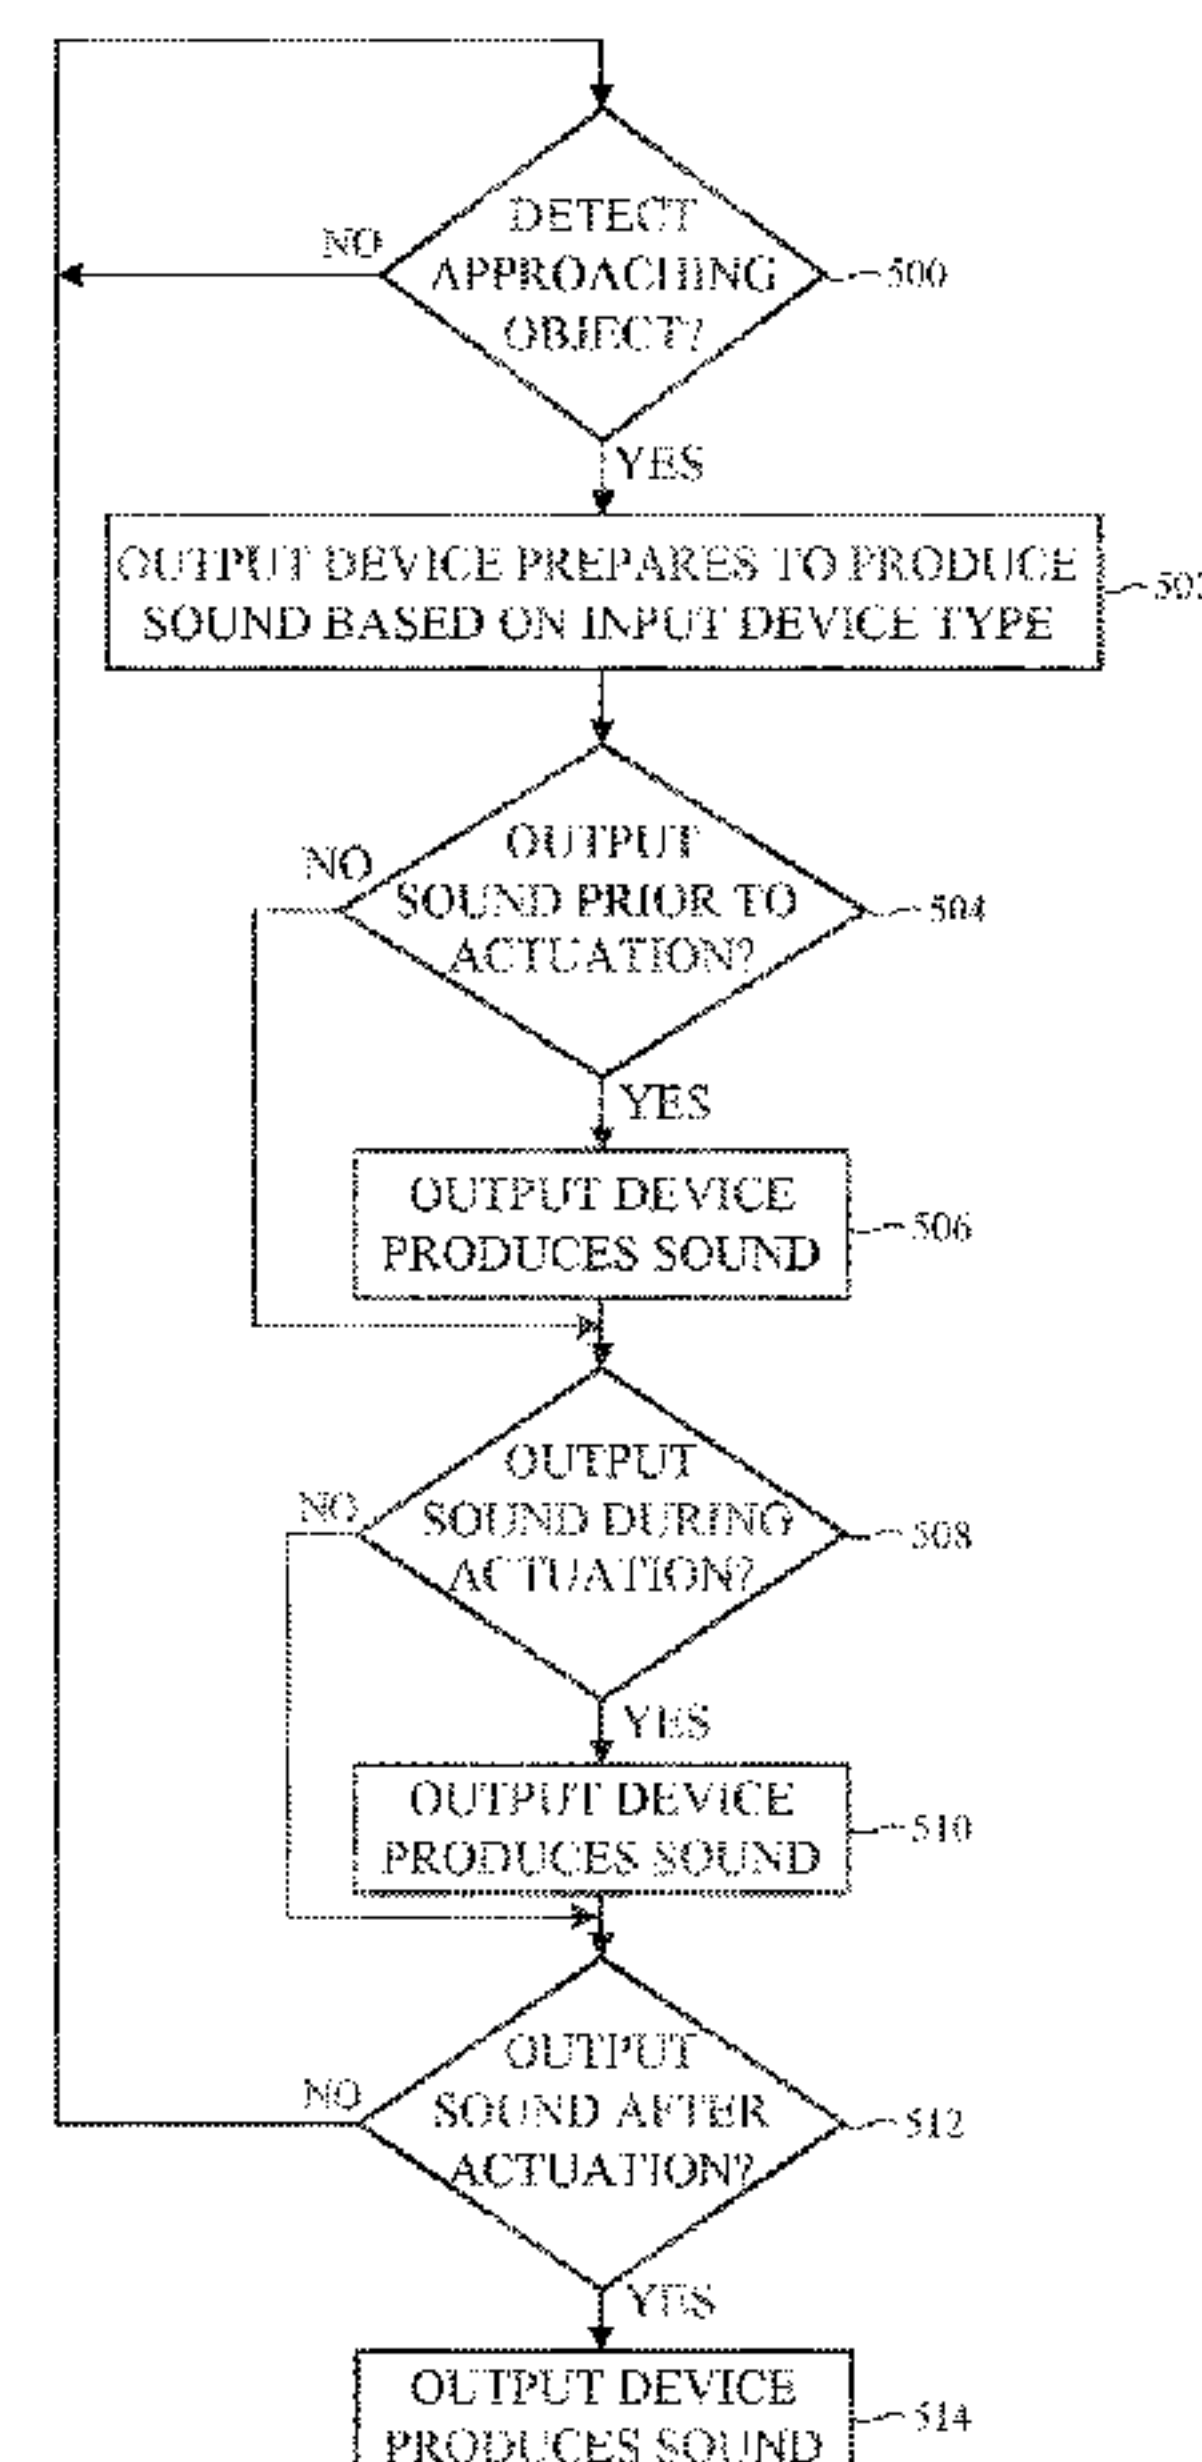 DETECT
APPROACHING
OBJECT?
NO
500
YES
OUTPUT DEVICE PREPARES TO PRODUCE
SOUND BASED ON INPUT DEVICE TYPE
OUTPUT
SOUND PRIOR TO
ACTUATION?
NO
504
YES
OUTPUT DEVICE
PRODUCES SOUND
506
OUTPUT
SOUND DURING
ACTUATION?
NO
508
YES
OUTPUT DEVICE
PRODUCES SOUND
510
OUTPUT
SOUND AFTER
ACTUATION?
NO
512
YES
OUTPUT DEVICE
PRODUCES SOUND
514